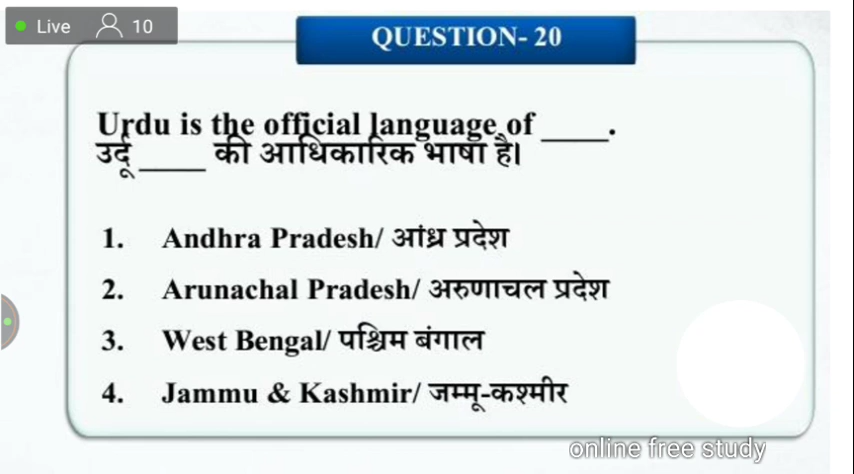 Live 10
QUESTION- 20
Urdu is the official language of ____.
उर्दू ____ की आधिकारिक भाषा है।
1. Andhra Pradesh/ आंध्र प्रदेश
2. Arunachal Pradesh/ अरुणाचल प्रदेश
3. West Bengal/ पश्चिम बंगाल
4. Jammu & Kashmir/ जम्मू-कश्मीर
online free study